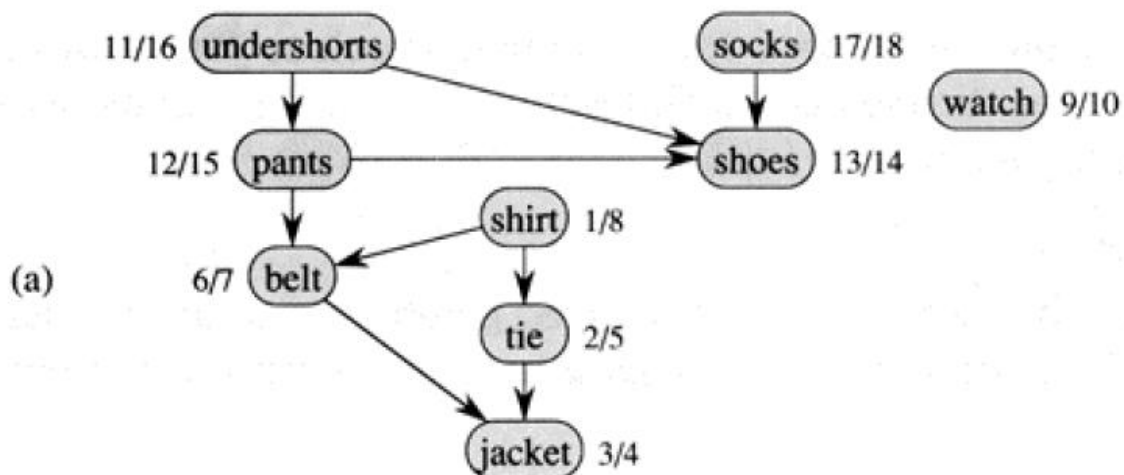 11/16 undershorts socks 17/18
watch 9/10
12/15 pants shoes 13/14
shirt 1/8
(a) 6/7 belt
tie 2/5
jacket 3/4